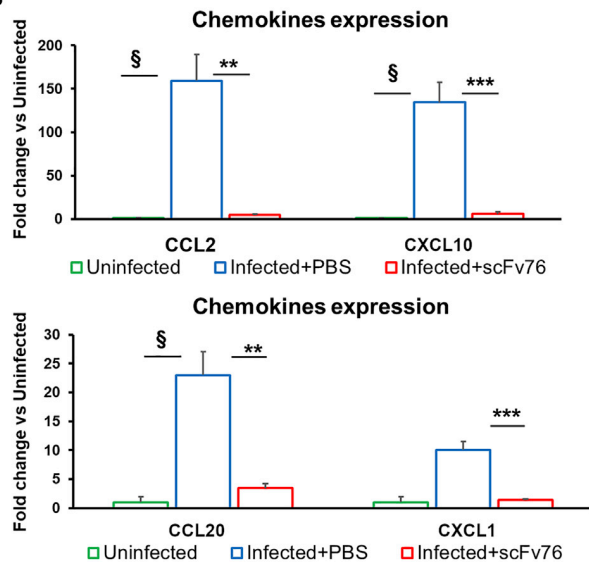 Chemokines expression
Fold change vs Uninfected
200
150
100
50
0
§
**
§
***
CCL2 CXCL10
Uninfected Infected+PBS Infected+scFv76
Chemokines expression
Fold change vs Uninfected
30
25
20
15
10
5
0
§
**
***
CCL20 CXCL1
Uninfected Infected+PBS Infected+scFv76